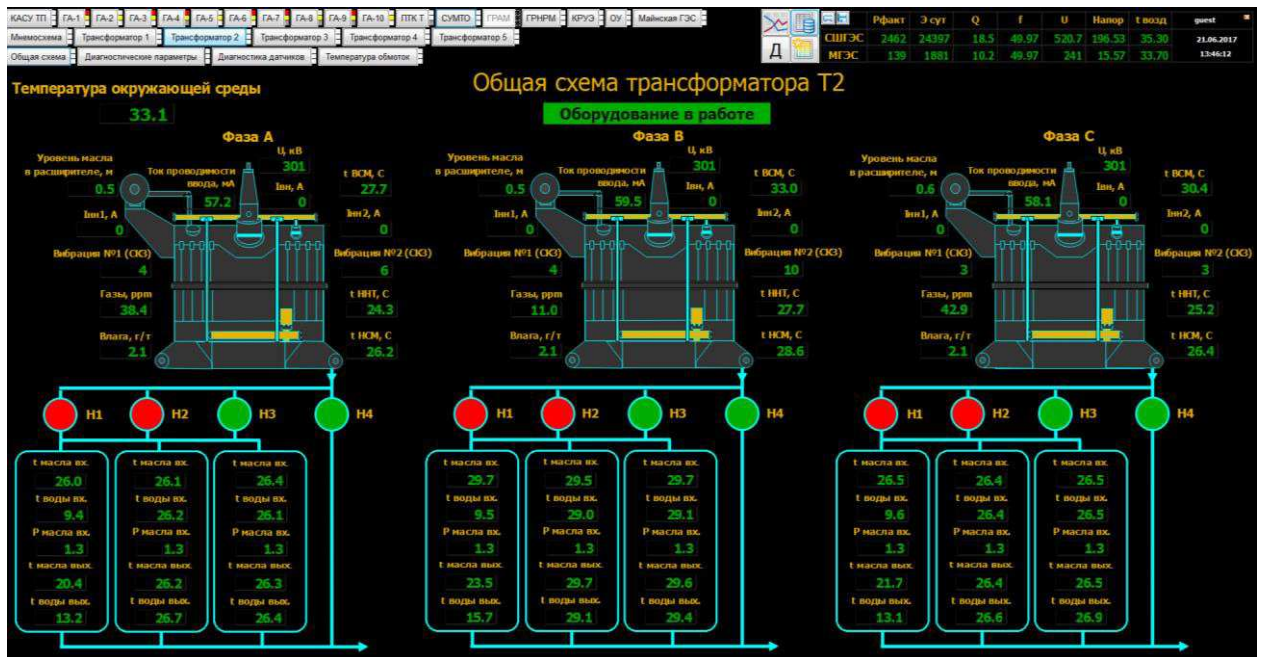 КАСУ ТП ГА-1 ГА-2 ГА-3 ГА-4 ГА-5 ГА-6 ГА-7 ГА-8 ГА-9 ГА-10 ПТК Т СУМТО ГРАМ ГРНРМ КРУЭ ОУ Майнская ГЭС
Мнемосхема Трансформатор 1 Трансформатор 2 Трансформатор 3 Трансформатор 4 Трансформатор 5
Общая схема Диагностические параметры Диагностика датчиков Температура обмоток
Д
Рфакт Э сут Q f U Напор t возд guest
СШГЭС 2462 24397 18.5 49.97 520.7 196.53 35.30 21.06.2017
МГЭС 139 1881 10.2 49.97 241 15.57 33.70 13:46:12
Общая схема трансформатора Т2
Температура окружающей среды
33.1
Оборудование в работе
Фаза А
U, кВ
301
Уровень масла
в расширителе, м
0.5
Ток проводимости
ввода, мА
57.2
Iвн, А
0
t ВСМ, С
27.7
Iнн1, А
0
Iнн2, А
0
Вибрация №1 (СКЗ)
4
Вибрация №2 (СКЗ)
6
Газы, ppm
38.4
t ННТ, С
24.3
Влага, г/т
2.1
t НСМ, С
26.2
Н1 Н2 Н3 Н4
t масла вх. t масла вх. t масла вх.
26.0 26.1 26.4
t воды вх. t воды вх. t воды вх.
9.4 26.2 26.1
Р масла вх. Р масла вх. Р масла вх.
1.3 1.3 1.3
t масла вых. t масла вых. t масла вых.
20.4 26.2 26.3
t воды вых. t воды вых. t воды вых.
13.2 26.7 26.4
Фаза В
U, кВ
301
Уровень масла
в расширителе, м
0.5
Ток проводимости
ввода, мА
59.5
Iвн, А
0
t ВСМ, С
33.0
Iнн1, А
0
Iнн2, А
0
Вибрация №1 (СКЗ)
4
Вибрация №2 (СКЗ)
10
Газы, ppm
11.0
t ННТ, С
27.7
Влага, г/т
2.1
t НСМ, С
28.6
Н1 Н2 Н3 Н4
t масла вх. t масла вх. t масла вх.
29.7 29.5 29.7
t воды вх. t воды вх. t воды вх.
9.5 29.0 29.1
Р масла вх. Р масла вх. Р масла вх.
1.3 1.3 1.3
t масла вых. t масла вых. t масла вых.
23.5 29.7 29.6
t воды вых. t воды вых. t воды вых.
15.7 29.1 29.4
Фаза С
U, кВ
301
Уровень масла
в расширителе, м
0.6
Ток проводимости
ввода, мА
58.1
Iвн, А
0
t ВСМ, С
30.4
Iнн1, А
0
Iнн2, А
0
Вибрация №1 (СКЗ)
3
Вибрация №2 (СКЗ)
3
Газы, ppm
42.9
t ННТ, С
25.2
Влага, г/т
2.1
t НСМ, С
26.4
Н1 Н2 Н3 Н4
t масла вх. t масла вх. t масла вх.
26.5 26.4 26.5
t воды вх. t воды вх. t воды вх.
9.6 26.4 26.5
Р масла вх. Р масла вх. Р масла вх.
1.3 1.3 1.3
t масла вых. t масла вых. t масла вых.
21.7 26.4 26.5
t воды вых. t воды вых. t воды вых.
13.1 26.6 26.9